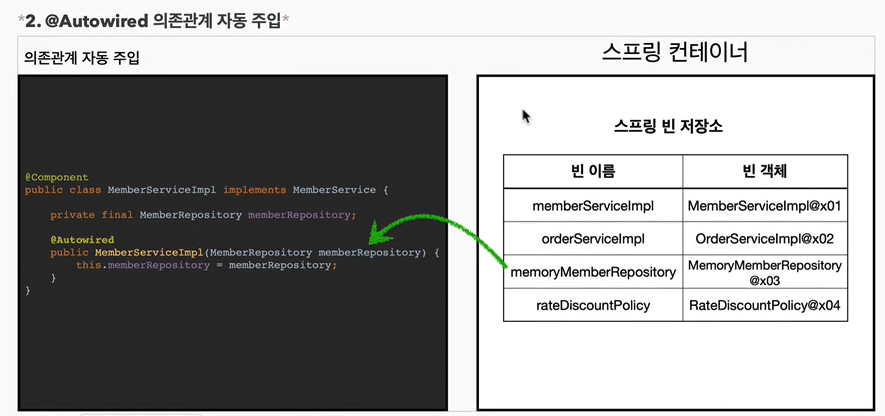 *2. @Autowired 의존관계 자동 주입*
의존관계 자동 주입
스프링 컨테이너
@Component
public class MemberServiceImpl implements MemberService {
private final MemberRepository memberRepository;
@Autowired
public MemberServiceImpl(MemberRepository memberRepository) {
this.memberRepository = memberRepository;
}
}
스프링 빈 저장소
빈 이름 빈 객체
memberServiceImpl MemberServiceImpl@x01
orderServiceImpl OrderServiceImpl@x02
memoryMemberRepository MemoryMemberRepository
@x03
rateDiscountPolicy RateDiscountPolicy@x04